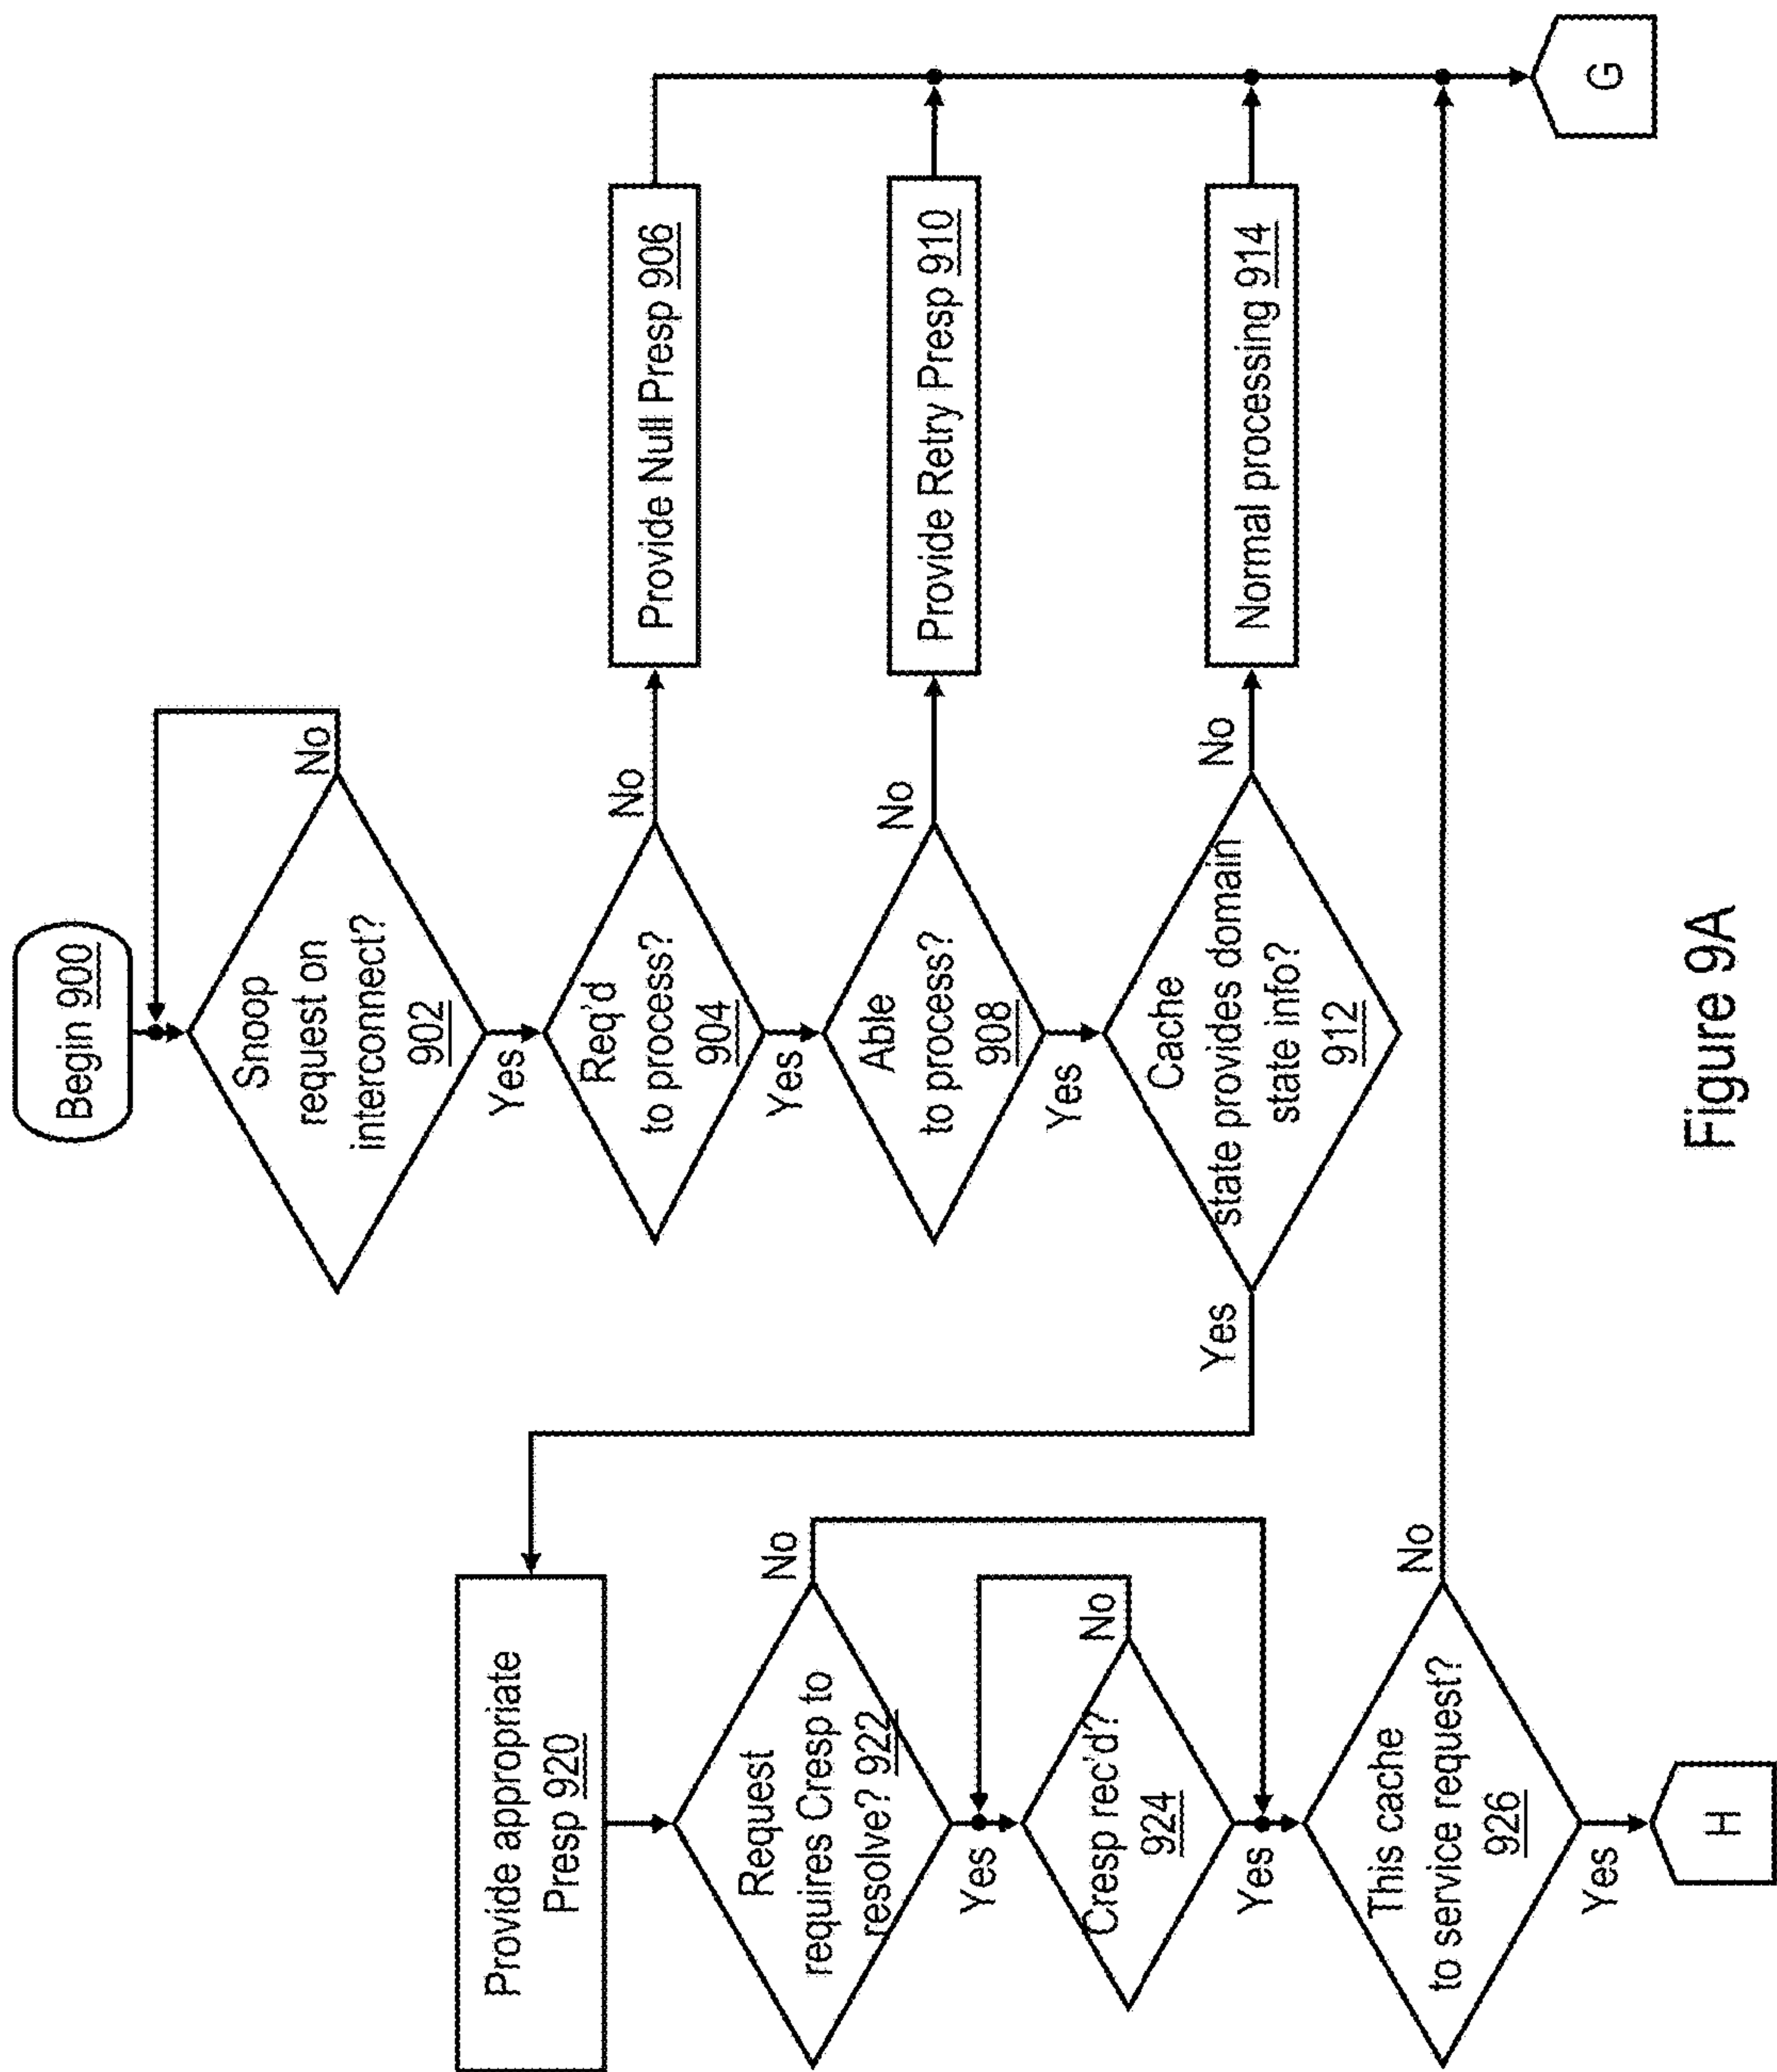 Begin 900
Snoop
request on
interconnect?
902
No
Yes
Req'd
to process?
904
No
Provide Null Presp 906
Yes
Able
to process?
908
No
Provide Retry Presp 910
Yes
Cache
state provides domain
state info?
912
No
Normal processing 914
Yes
Provide appropriate
Presp 920
Request
requires Cresp to
resolve? 922
No
Yes
Cresp rec'd?
924
No
Yes
This cache
to service request?
926
No
Yes
H
G
Figure 9A